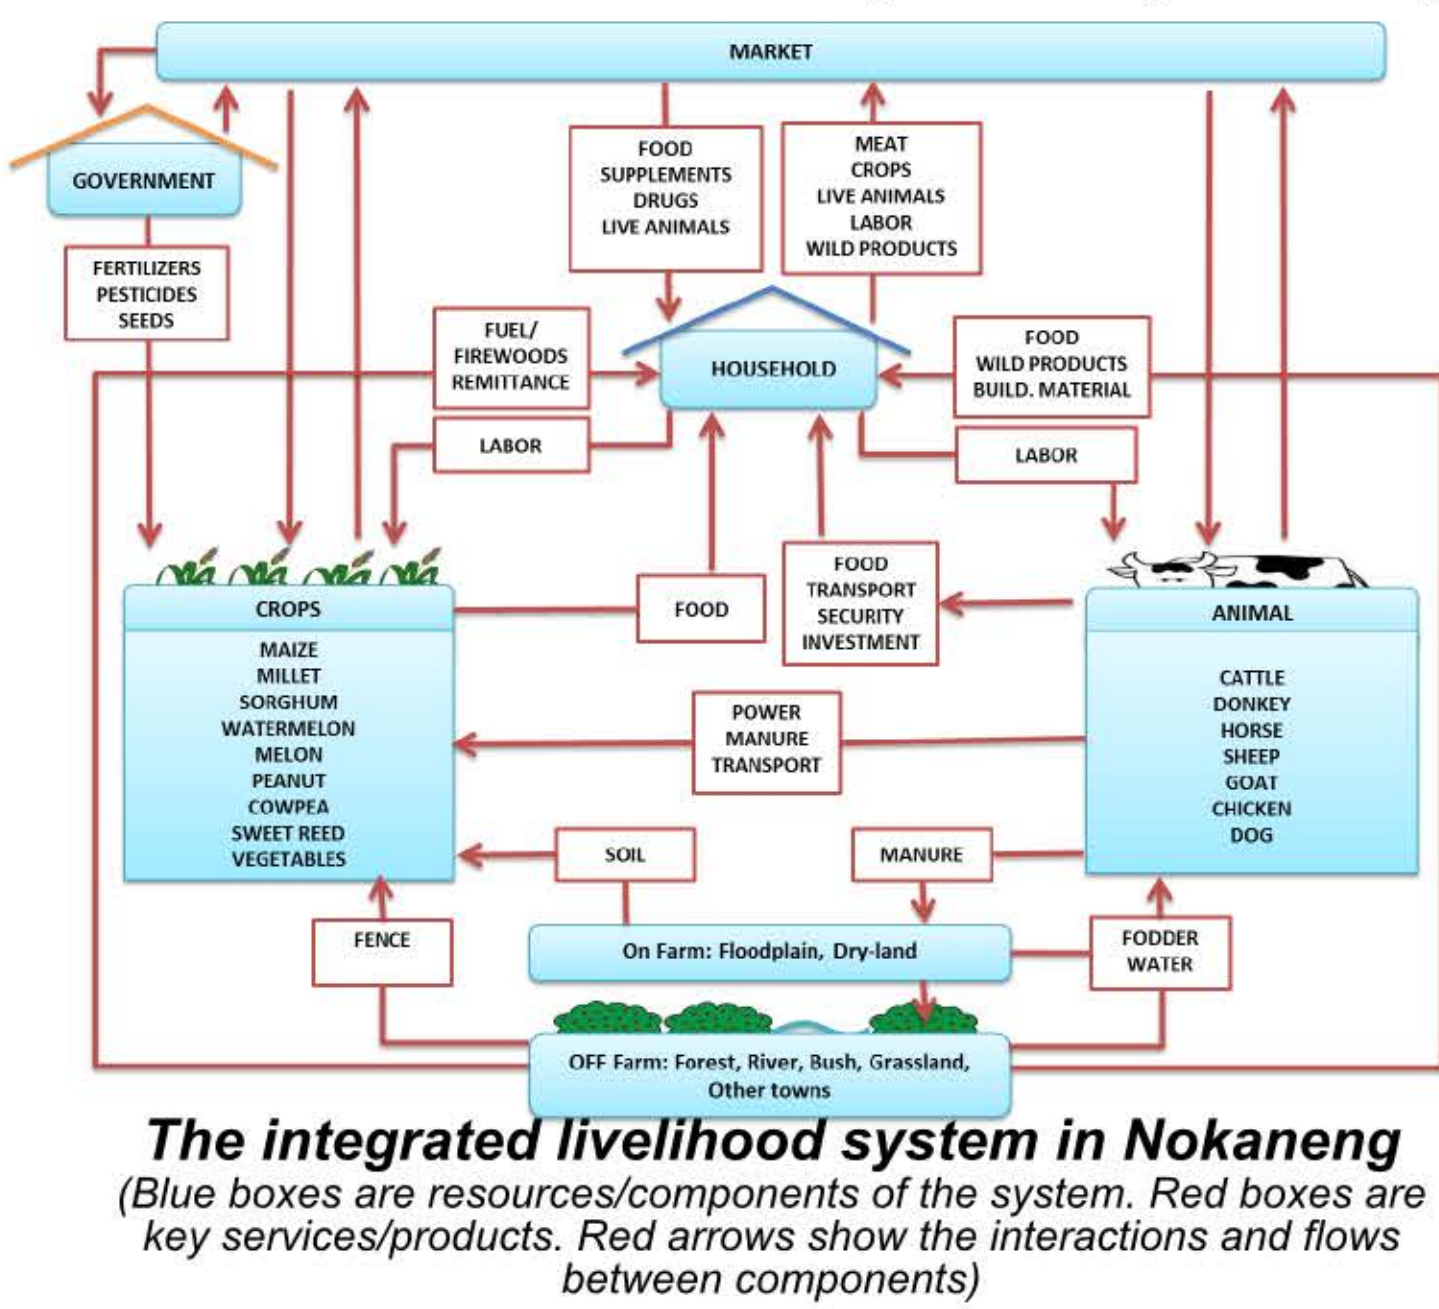 MARKET
GOVERNMENT
FERTILIZERS
PESTICIDES
SEEDS
FOOD
SUPPLEMENTS
DRUGS
LIVE ANIMALS
MEAT
CROPS
LIVE ANIMALS
LABOR
WILD PRODUCTS
FUEL/
FIREWOODS
REMITTANCE
HOUSEHOLD
FOOD
WILD PRODUCTS
BUILD. MATERIAL
LABOR
LABOR
CROPS
MAIZE
MILLET
SORGHUM
WATERMELON
MELON
PEANUT
COWPEA
SWEET REED
VEGETABLES
FOOD
FOOD
TRANSPORT
SECURITY
INVESTMENT
ANIMAL
CATTLE
DONKEY
HORSE
SHEEP
GOAT
CHICKEN
DOG
POWER
MANURE
TRANSPORT
SOIL
MANURE
FENCE
On Farm: Floodplain, Dry-land
FODDER
WATER
OFF Farm: Forest, River, Bush, Grassland,
Other towns
The integrated livelihood system in Nokaneng
(Blue boxes are resources/components of the system. Red boxes are
key services/products. Red arrows show the interactions and flows
between components)